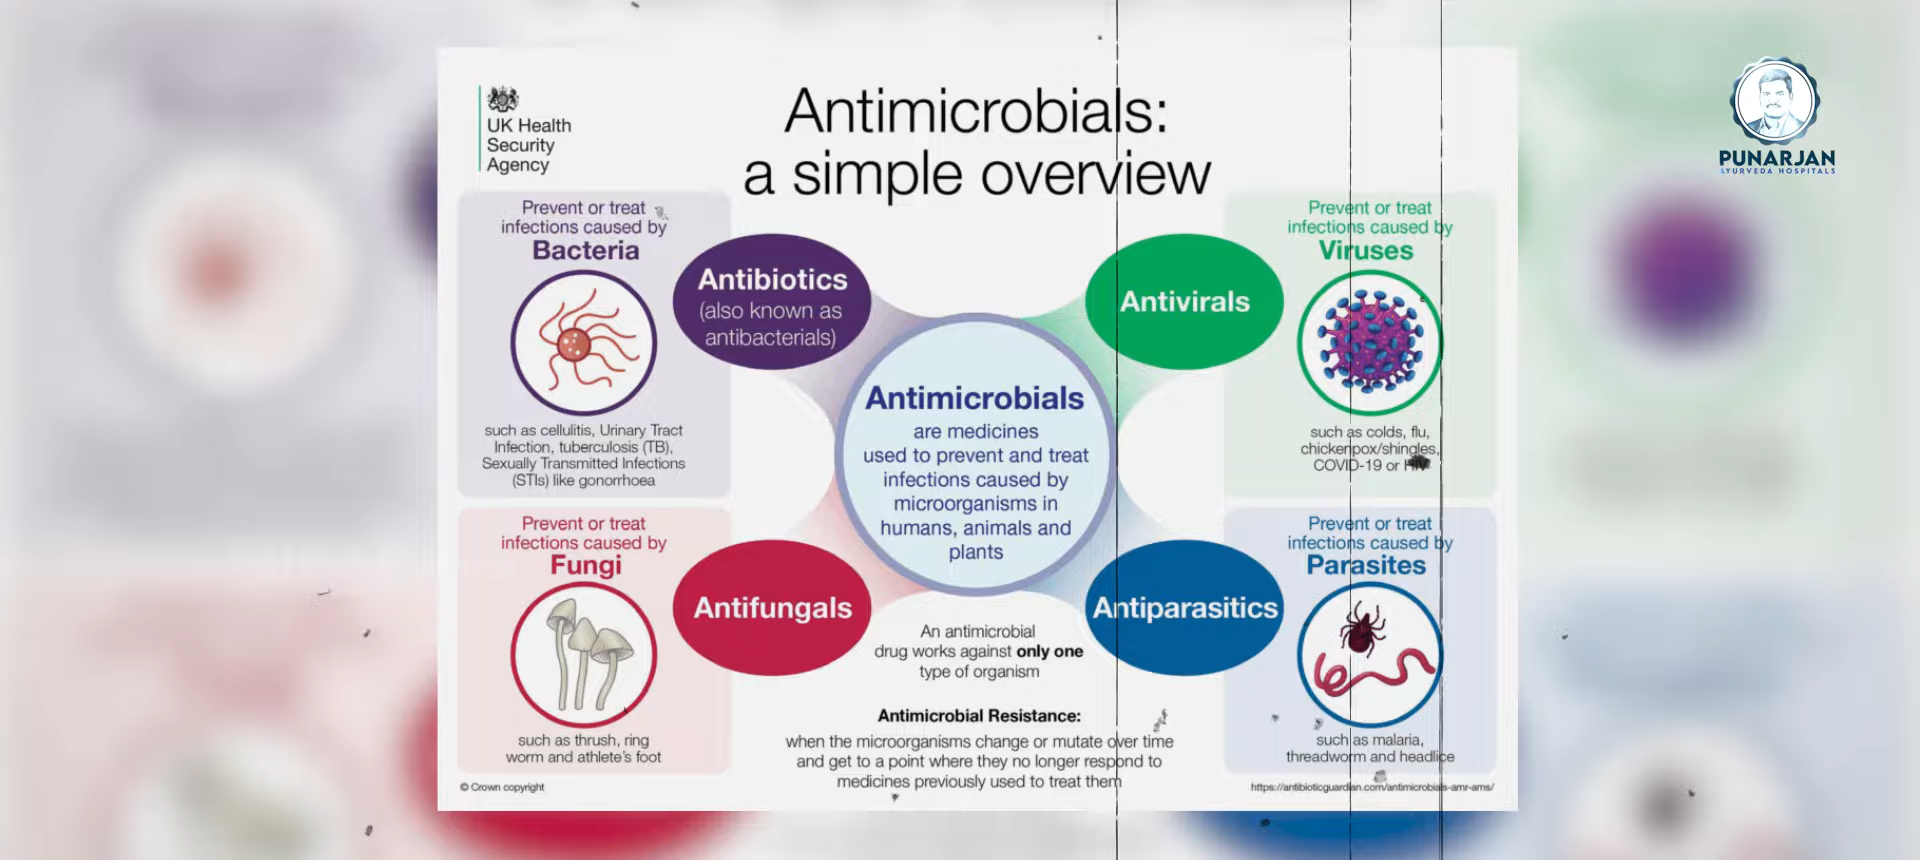 UK Health
Security
Agency
Antimicrobials:
a simple overview
Prevent or treat
infections caused by
Bacteria
such as cellulitis, Urinary Tract
Infection, tuberculosis (TB),
Sexually Transmitted Infections
(STIs) like gonorrhoea
Antibiotics
(also known as
antibacterials)
Antivirals
Prevent or treat
infections caused by
Viruses
such as colds, flu,
chickenpox/shingles,
COVID-19 or HIV
Antimicrobials
are medicines
used to prevent and treat
infections caused by
microorganisms in
humans, animals and
plants
Prevent or treat
infections caused by
Fungi
such as thrush, ring
worm and athlete's foot
Antifungals
Antiparasitics
Prevent or treat
infections caused by
Parasites
such as malaria,
threadworm and headlice
An antimicrobial
drug works against only one
type of organism
Antimicrobial Resistance:
when the microorganisms change or mutate over time
and get to a point where they no longer respond to
medicines previously used to treat them
© Crown copyright
https://antibioticguardian.com/antimicrobials-amr-ams/
PUNARJAN
AYURVEDA HOSPITALS